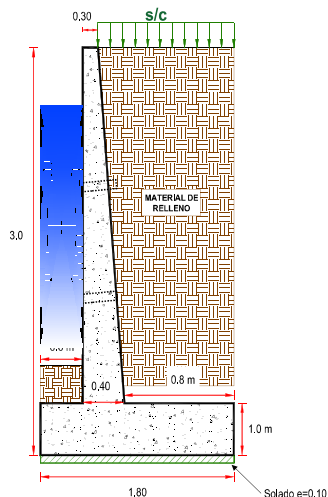 s/c
0,30
MATERIAL DE
RELLENO
3,0
0.8 m
0,40
1.0 m
1,80
Solado e=0,10